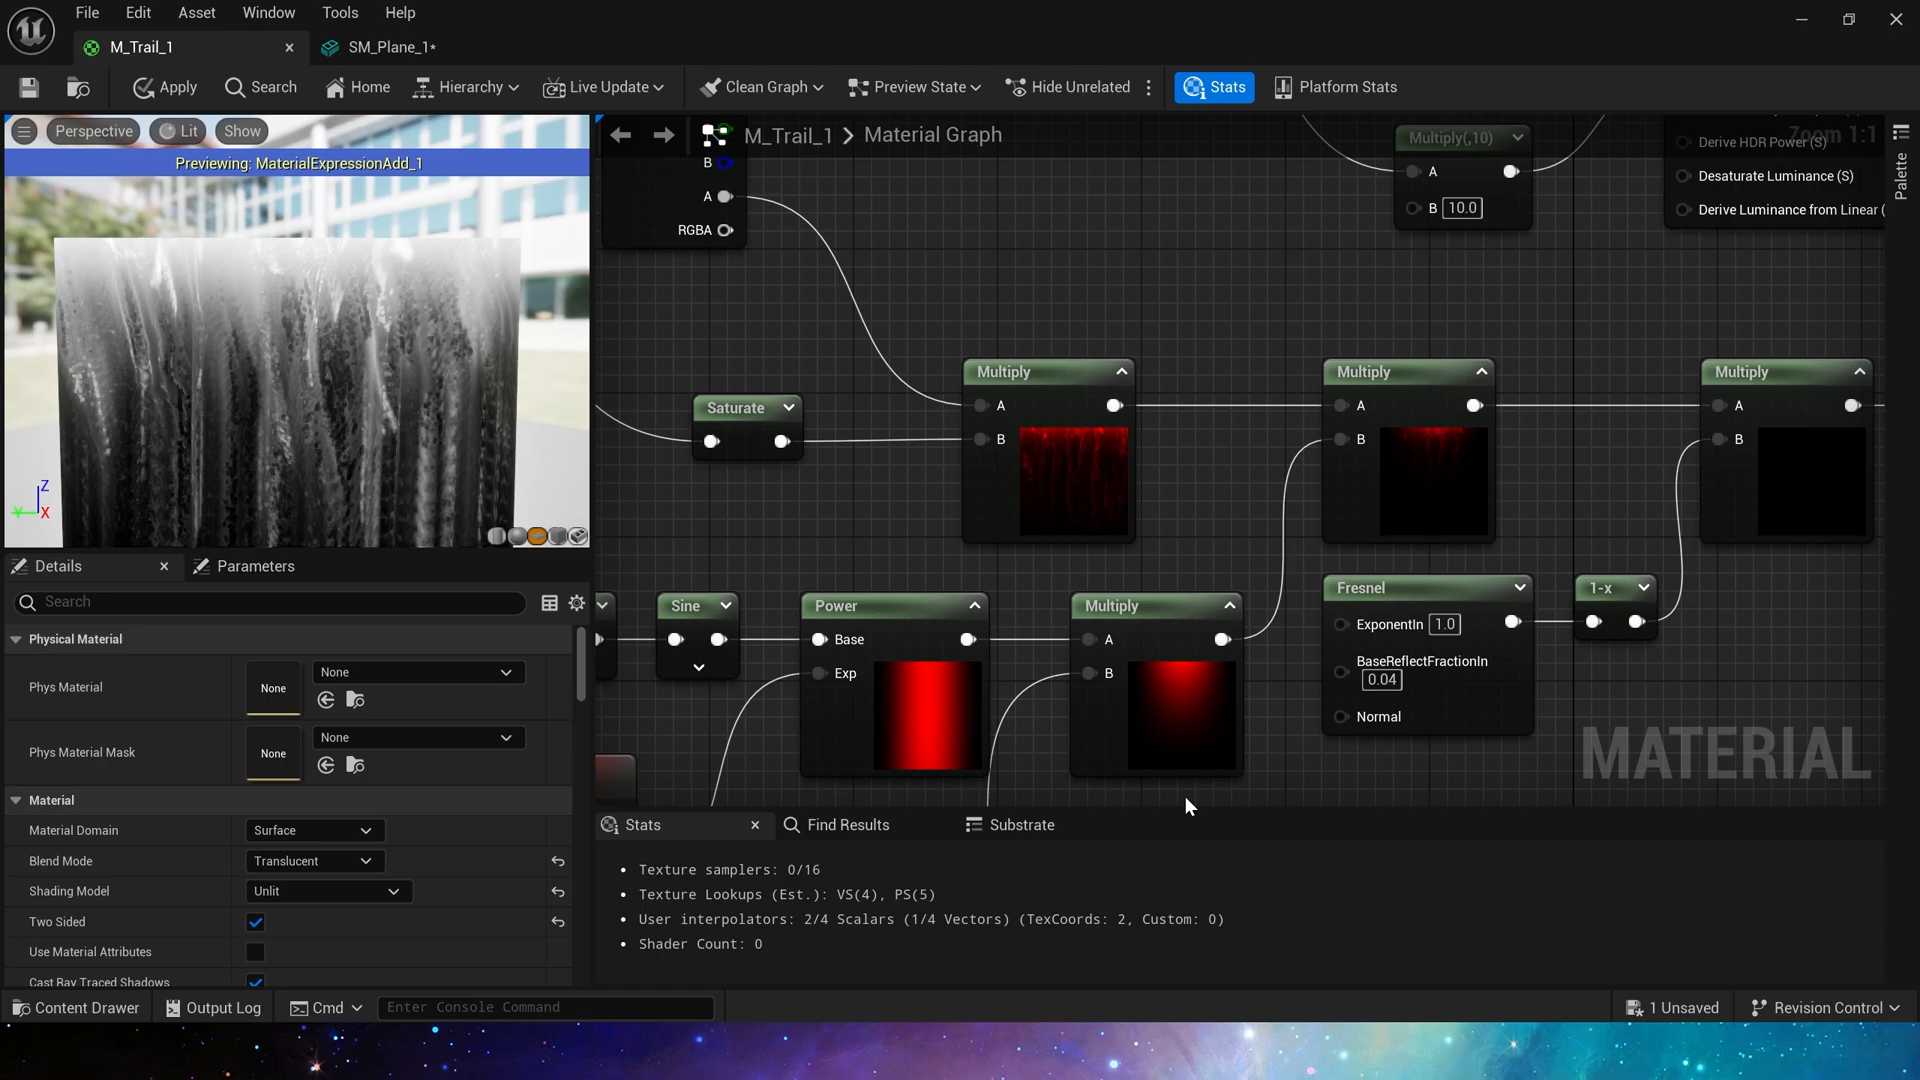 File Edit Asset Window Tools Help
M_Trail_1 SM_Plane_1*
Apply Search Home Hierarchy Live Update Clean Graph Preview State Hide Unrelated Stats Platform Stats
Perspective Lit Show
Previewing: MaterialExpressionAdd_1
Z
Y X
M_Trail_1 Material Graph
Zoom 1:1
Palette
B
A
RGBA
Multiply(,10)
A
B 10.0
Derive HDR Power (S)
Desaturate Luminance (S)
Derive Luminance from Linear (
Saturate
Multiply
A
B
Multiply
A
B
Multiply
A
B
Sine
Power
Base
Exp
Multiply
A
B
Fresnel
ExponentIn 1.0
BaseReflectFractionIn
0.04
Normal
1-x
MATERIAL
Details Parameters
Search
Physical Material
Phys Material None None
Phys Material Mask None None
Material
Material Domain Surface
Blend Mode Translucent
Shading Model Unlit
Two Sided
Use Material Attributes
Cast Ray Traced Shadows
Stats Find Results Substrate
• Texture samplers: 0/16
• Texture Lookups (Est.): VS(4), PS(5)
• User interpolators: 2/4 Scalars (1/4 Vectors) (TexCoords: 2, Custom: 0)
• Shader Count: 0
Content Drawer Output Log Cmd Enter Console Command 1 Unsaved Revision Control